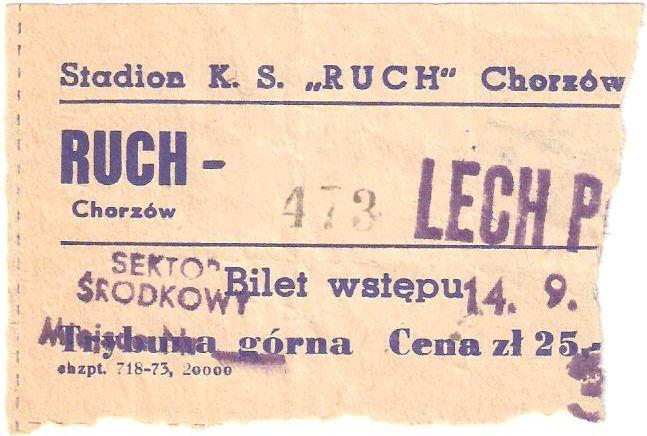 Stadion K. S. „RUCH“ Chorzów
RUCH -
Chorzów
473
LECH
SEKTOR
ŚRODKOWY
Bilet wstępu 14. 9.
Trybuna górna Cena zł 25,-
chzpt. 718-73, 20000